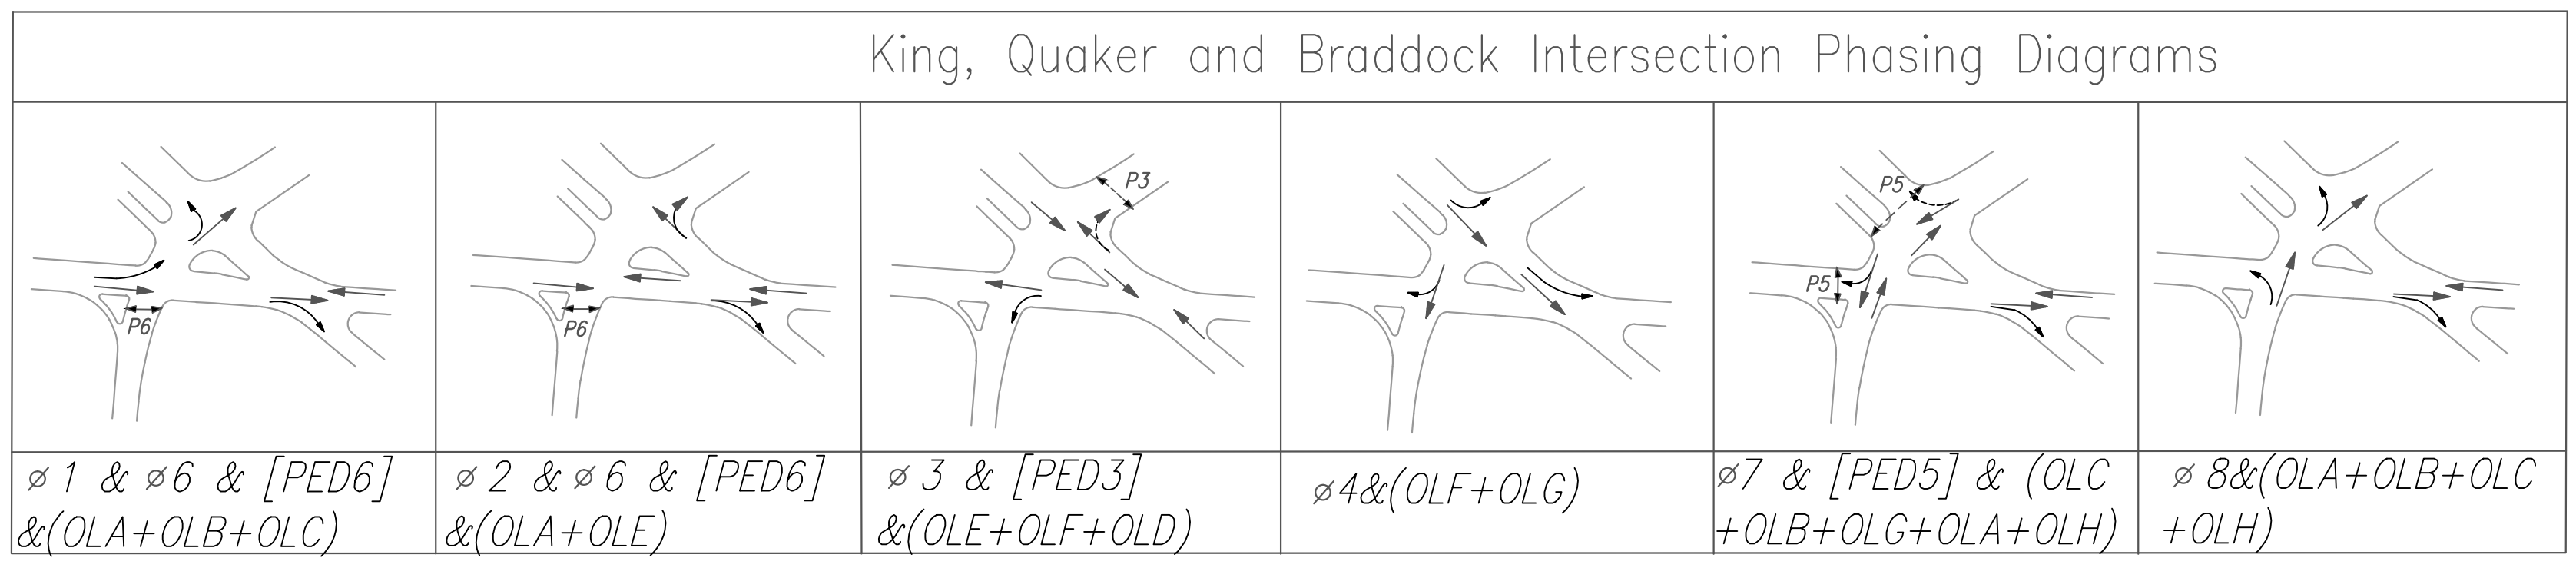 King, Quaker and Braddock Intersection Phasing Diagrams
P6
P6
P3
P5
P5
⌀ 1 & ⌀6 & [PED6]
&(OLA+OLB+OLC)
⌀ 2 & ⌀6 & [PED6]
&(OLA+OLE)
⌀ 3 & [PED3]
&(OLE+OLF+OLD)
⌀4&(OLF+OLG)
⌀7 & [PED5] & (OLC
+OLB+OLG+OLA+OLH)
⌀ 8&(OLA+OLB+OLC
+OLH)